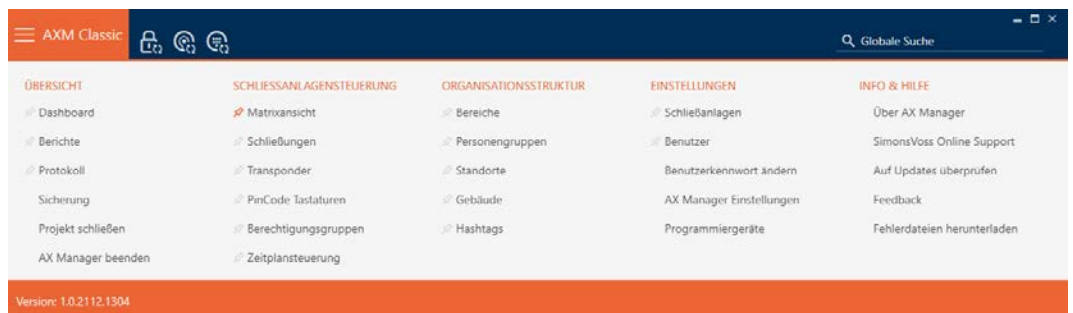 AXM Classic
Globale Suche
ÜBERSICHT
Dashboard
Berichte
Protokoll
Sicherung
Projekt schließen
AX Manager beenden
SCHLIESSANLAGENSTEUERUNG
Matrixansicht
Schließungen
Transponder
PinCode Tastaturen
Berechtigungsgruppen
Zeitplansteuerung
ORGANISATIONSSTRUKTUR
Bereiche
Personengruppen
Standorte
Gebäude
Hashtags
EINSTELLUNGEN
Schließanlagen
Benutzer
Benutzerkennwort ändern
AX Manager Einstellungen
Programmiergeräte
INFO & HILFE
Über AX Manager
SimonsVoss Online Support
Auf Updates überprüfen
Feedback
Fehlerdateien herunterladen
Version: 1.0.2112.1304